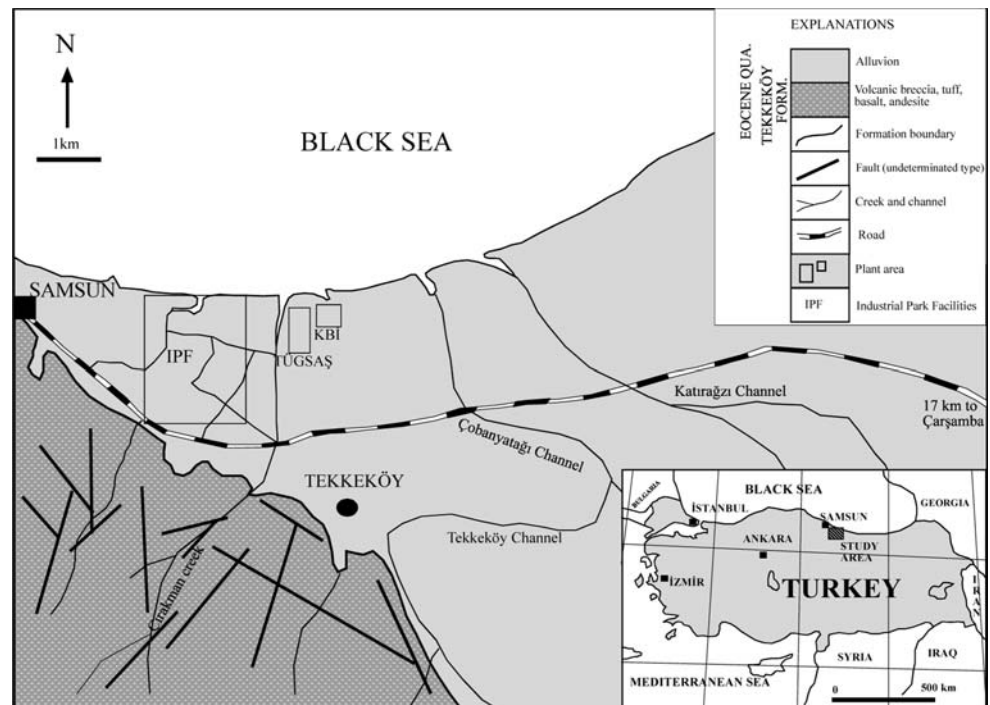 N
1km
BLACK SEA
SAMSUN
IPF
KBI
TÜGSAŞ
TEKKEKÖY
Çırakman creek
Çobanyatağı Channel
Katırağzı Channel
Tekkeköy Channel
17 km to
Çarşamba
EXPLANATIONS
EOCENE QUA.
TEKKEKÖY
FORM.
Alluvion
Volcanic breccia, tuff,
basalt, andesite
Formation boundary
Fault (undeterminated type)
Creek and channel
Road
Plant area
IPF
Industrial Park Facilities
BULGARIA
BLACK SEA
GEORGIA
İSTANBUL
SAMSUN
ANKARA
STUDY
AREA
İZMİR
TURKEY
IRAN
SYRIA
IRAQ
MEDITERRANEAN SEA
0
500 km